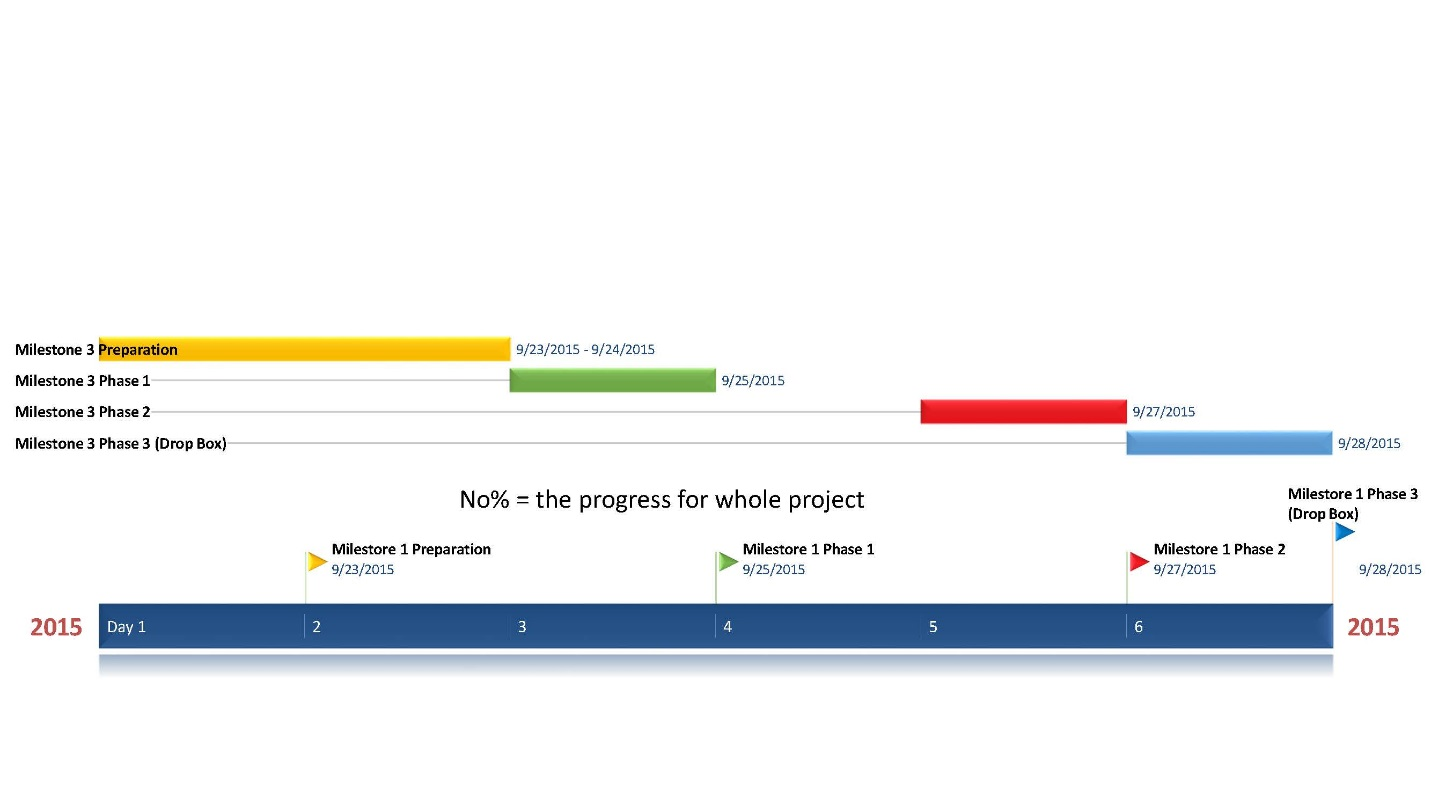 Milestone 3 Preparation
9/23/2015 - 9/24/2015
Milestone 3 Phase 1
9/25/2015
Milestone 3 Phase 2
9/27/2015
Milestone 3 Phase 3 (Drop Box)
9/28/2015
No% = the progress for whole project
Milestore 1 Phase 3
(Drop Box)
Milestore 1 Preparation
9/23/2015
Milestore 1 Phase 1
9/25/2015
Milestore 1 Phase 2
9/27/2015
9/28/2015
2015
Day 1
2
3
4
5
6
2015